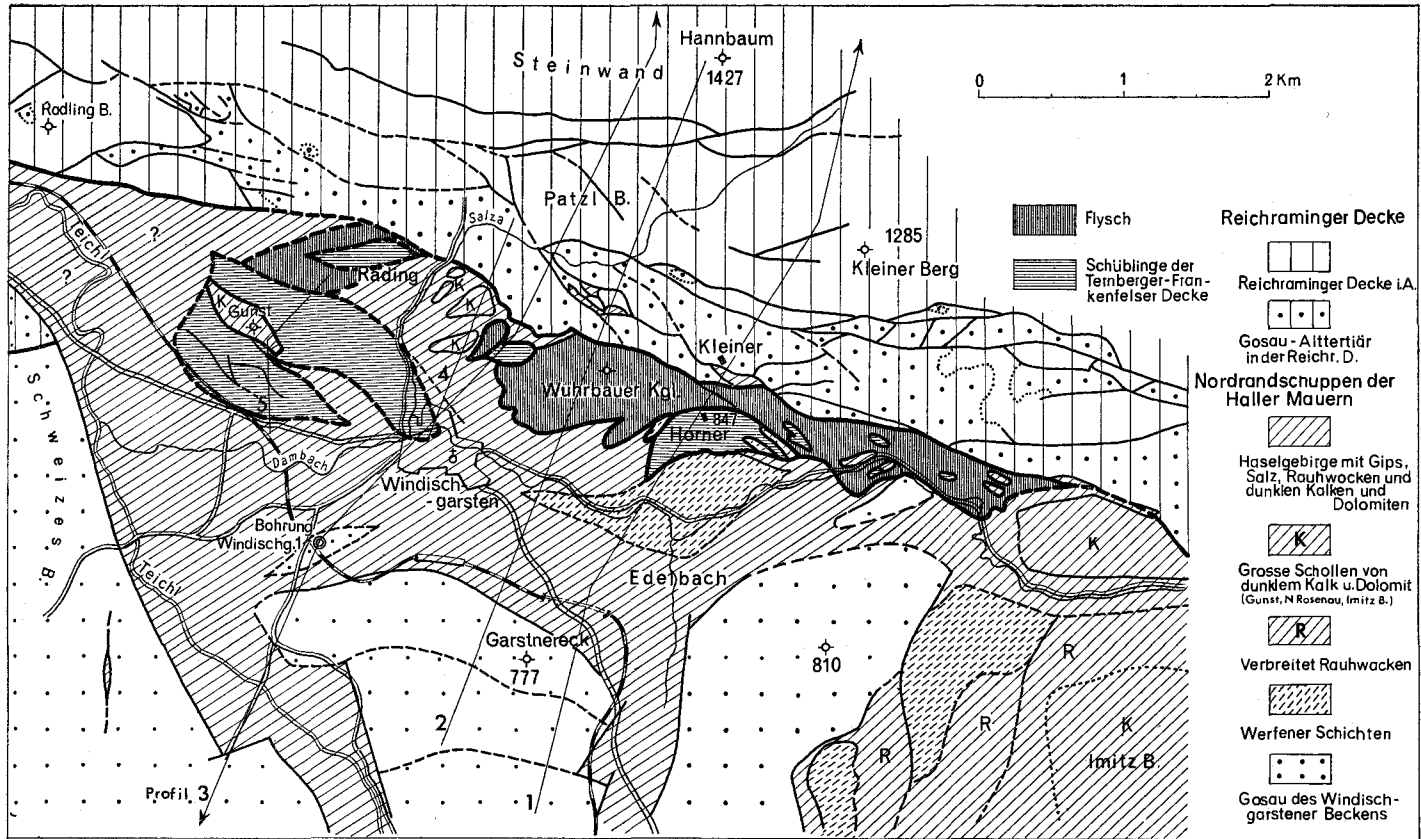 Hannbaum
1427
Steinwand
Rodling B.
0 1 2 Km
Patzl B.
Salza
1285
Kleiner Berg
Teichl
?
?
Räding
K
K
K
K
Gunst
Kleiner
Wuhrbauer Kgl.
847
Hörner
4
5
Dambach
Windisch-
-garsten
Bohrung
Windischg.1
Edelbach
K
Schweizes B.
Teichl
Garstnereck
777
810
R
R
R
K
Imitz B.
2
1
Profil 3
Flysch
Schüblinge der
Ternberger-Fran-
kenfelser Decke
Reichraminger Decke
Reichraminger Decke i.A.
Gosau-Alttertiär
in der Reichr. D.
Nordrandschuppen der
Haller Mauern
Haselgebirge mit Gips,
Salz, Rauhwacken und
dunklen Kalken und
Dolomiten
K
Grosse Schollen von
dunklem Kalk u. Dolomit
(Gunst, N Rosenau, Imitz B.)
R
Verbreitet Rauhwacken
Werfener Schichten
Gosau des Windisch-
garstener Beckens